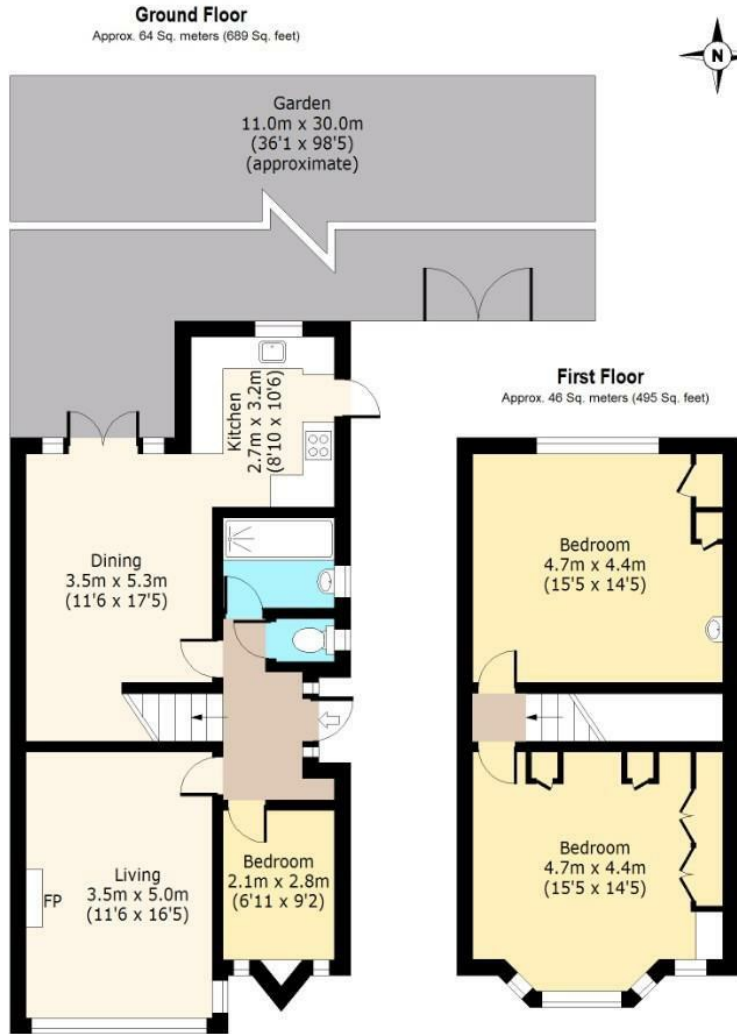 Ground Floor
Approx. 64 Sq. meters (689 Sq. feet)
N
Garden
11.0m x 30.0m
(36'1 x 98'5)
(approximate)
Kitchen
2.7m x 3.2m
(8'10 x 10'6)
Dining
3.5m x 5.3m
(11'6 x 17'5)
Living
3.5m x 5.0m
(11'6 x 16'5)
FP
Bedroom
2.1m x 2.8m
(6'11 x 9'2)
First Floor
Approx. 46 Sq. meters (495 Sq. feet)
Bedroom
4.7m x 4.4m
(15'5 x 14'5)
Bedroom
4.7m x 4.4m
(15'5 x 14'5)